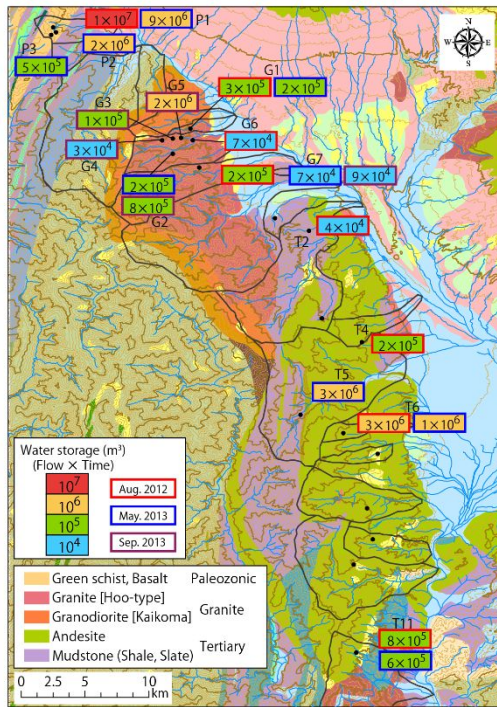 N
W E
S
1×10⁷ 9×10⁶ P1
P3 2×10⁶
5×10⁵ P2
G5 G1
G3 2×10⁶ 3×10⁵ 2×10⁵
1×10⁵ G6
3×10⁴ 7×10⁴
G4 G7
2×10⁵ 2×10⁵ 7×10⁴ 9×10⁴
8×10⁵
G2 T2 4×10⁴
T4
2×10⁵
T5
3×10⁶ T6
3×10⁶ 1×10⁶
Water storage (m³)
(Flow × Time)
10⁷ Aug. 2012
10⁶ May. 2013
10⁵
10⁴ Sep. 2013
Green schist, Basalt Paleozonic
Granite [Hoo-type]
Granite
Granodiorite [Kaikoma]
Andesite
Tertiary
Mudstone (Shale, Slate)
T11
8×10⁵
6×10⁵
0 2.5 5 10
km